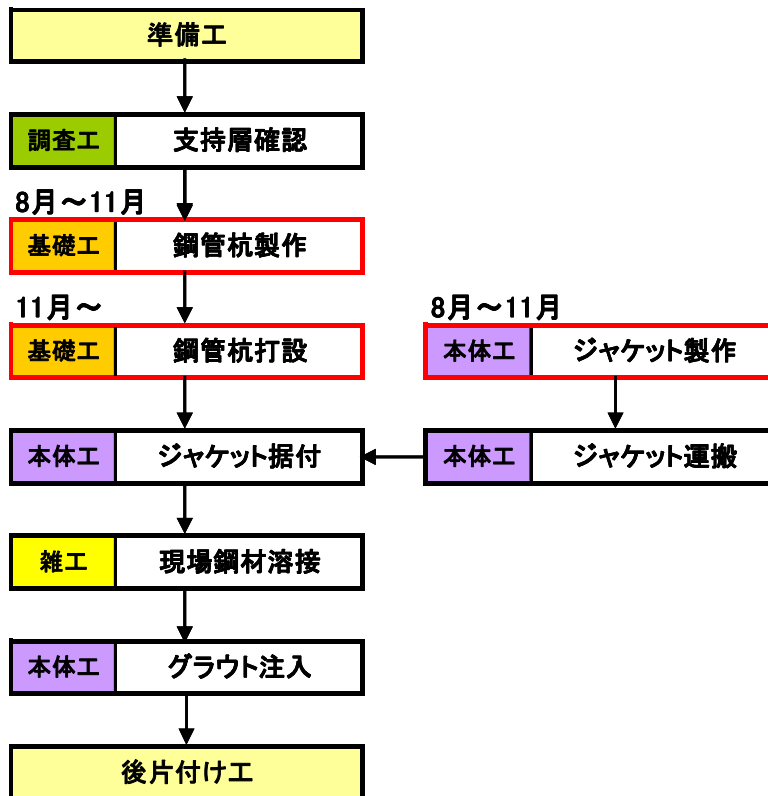 準備工
調査工 支持層確認
8月～11月
基礎工 鋼管杭製作
11月～
基礎工 鋼管杭打設
8月～11月
本体工 ジャケット製作
本体工 ジャケット据付
本体工 ジャケット運搬
雑工 現場鋼材溶接
本体工 グラウト注入
後片付け工